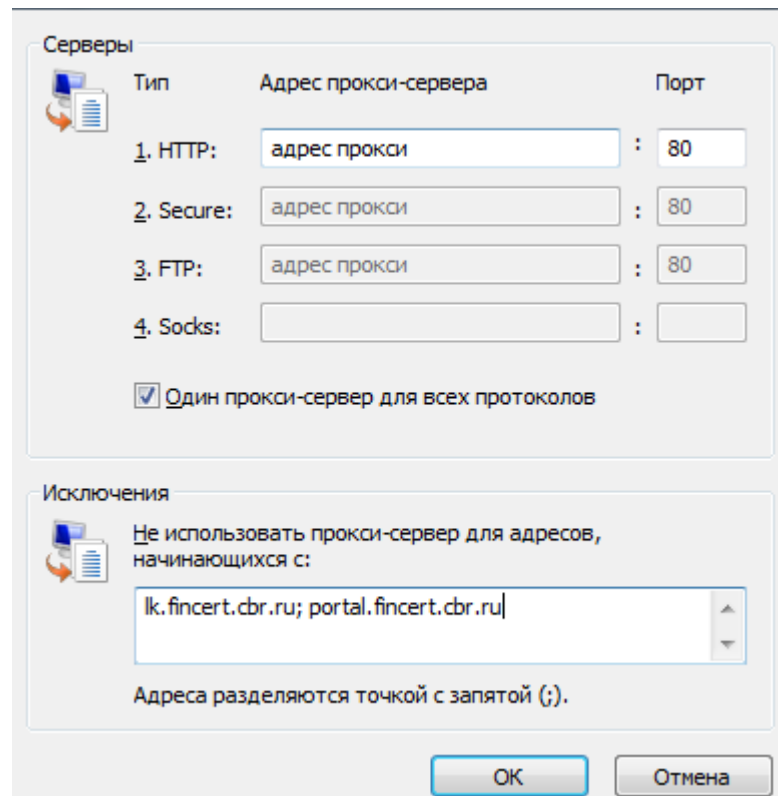 Серверы
Тип Адрес прокси-сервера Порт
1. HTTP: адрес прокси : 80
2. Secure: адрес прокси : 80
3. FTP: адрес прокси : 80
4. Socks: :
Один прокси-сервер для всех протоколов
Исключения
Не использовать прокси-сервер для адресов,
начинающихся с:
lk.fincert.cbr.ru; portal.fincert.cbr.ru
Адреса разделяются точкой с запятой (;).
ОК Отмена